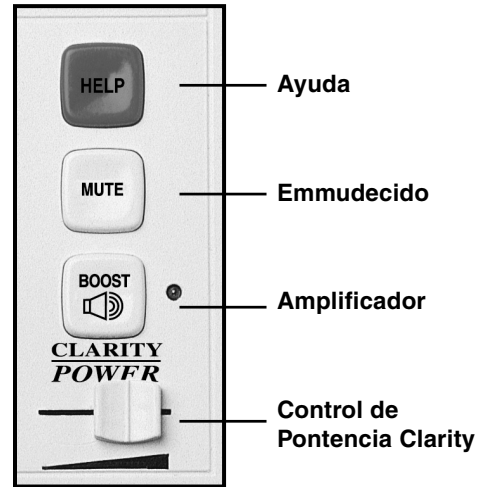 HELP
Ayuda
MUTE
Emmudecido
BOOST
Amplificador
CLARITY
POWER
Control de
Pontencia Clarity